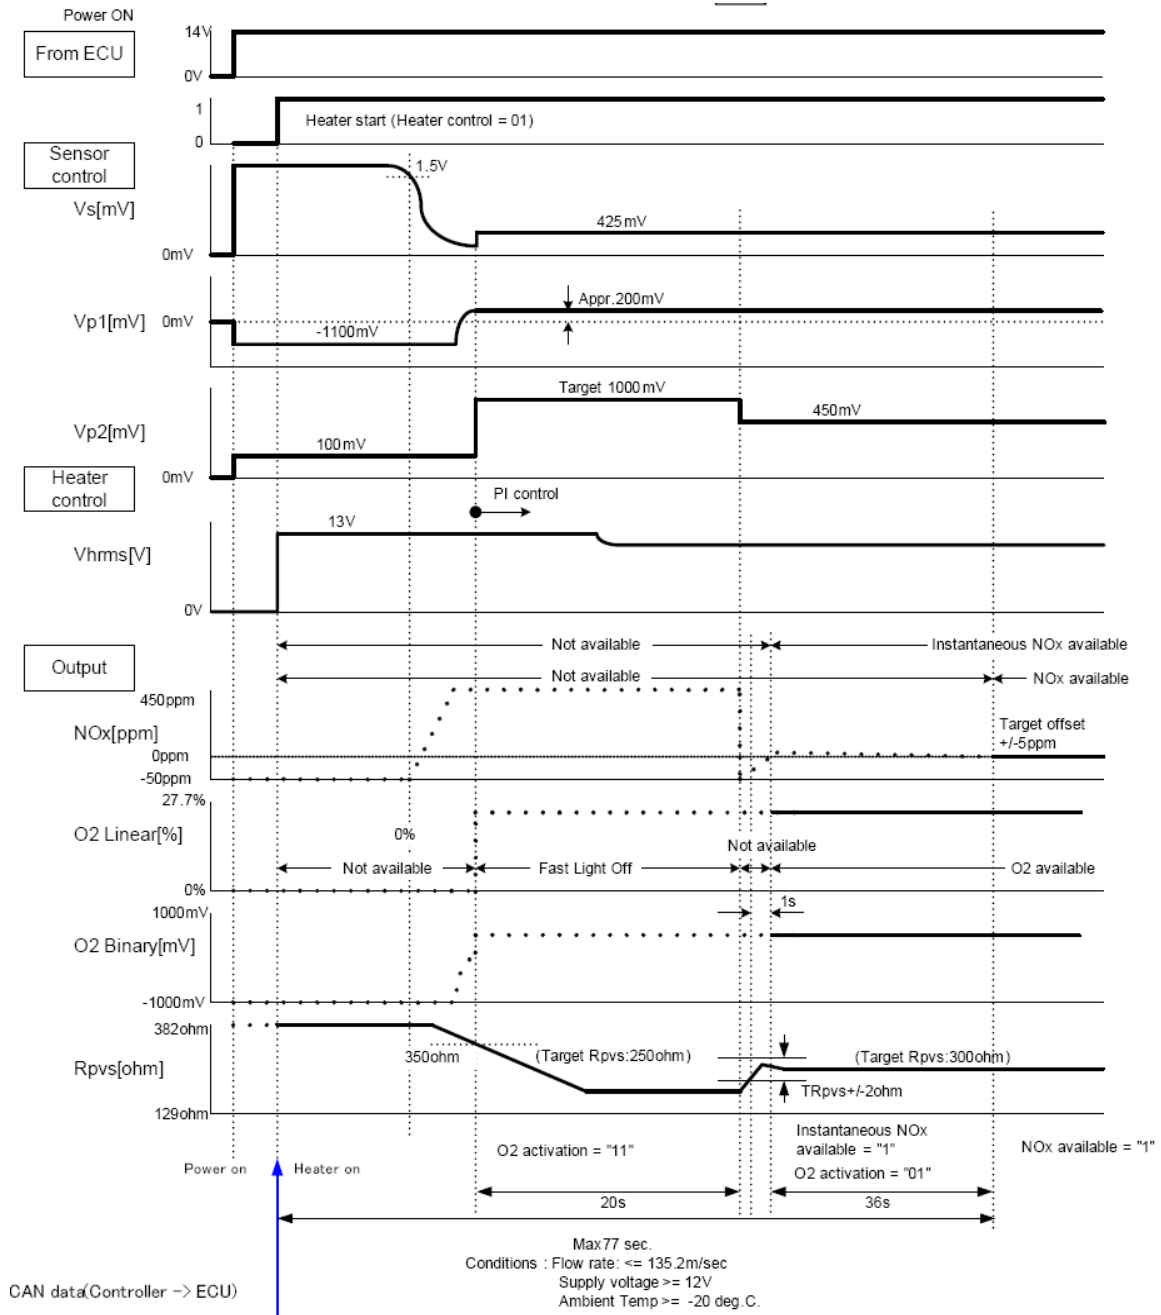 Power ON
14V
From ECU
0V
1
Heater start (Heater control = 01)
0
Sensor
control
1.5V
Vs[mV]
425mV
0mV
Appr.200mV
Vp1[mV]
0mV
-1100mV
Target 1000mV
450mV
Vp2[mV]
100mV
Heater
control
0mV
PI control
13V
Vhrms[V]
0V
Not available
Instantaneous NOx available
Output
Not available
NOx available
450ppm
Target offset
+/-5ppm
NOx[ppm]
0ppm
-50ppm
27.7%
O2 Linear[%]
0%
Not available
Not available
Fast Light Off
O2 available
0%
1s
1000mV
O2 Binary[mV]
-1000mV
382ohm
350ohm
(Target Rpvs:250ohm)
(Target Rpvs:300ohm)
Rpvs[ohm]
TRpvs+/-2ohm
129ohm
Instantaneous NOx
available = "1"
O2 activation = "11"
NOx available = "1"
Power on
Heater on
O2 activation = "01"
20s
36s
Max77 sec.
Conditions : Flow rate: <= 135.2m/sec
Supply voltage >= 12V
Ambient Temp >= -20 deg.C.
CAN data(Controller -> ECU)